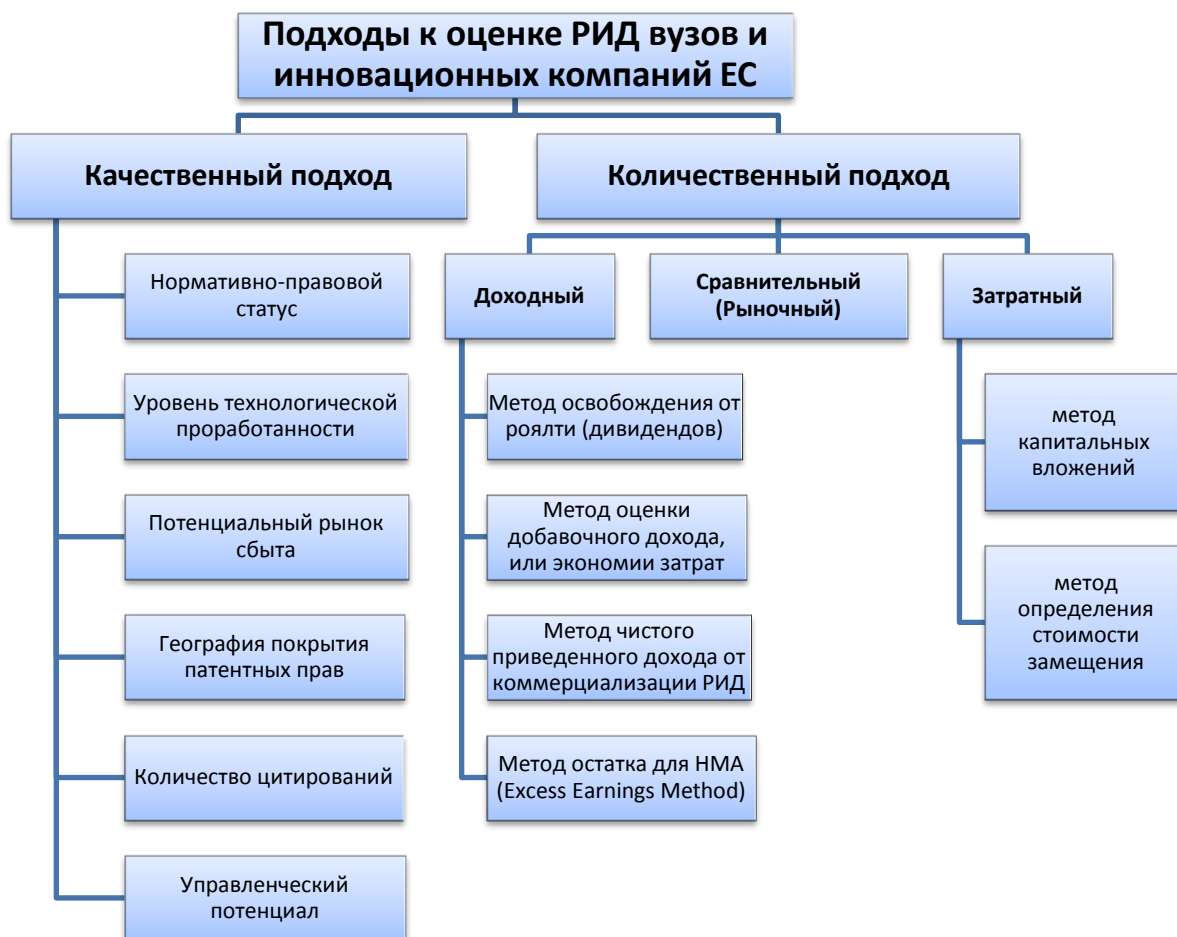 Подходы к оценке РИД вузов и
инновационных компаний ЕС
Качественный подход
Нормативно-правовой
статус
Уровень технологической
проработанности
Потенциальный рынок
сбыта
География покрытия
патентных прав
Количество цитирований
Управленческий
потенциал
Количественный подход
Доходный
Метод освобождения от
роялти (дивидендов)
Метод оценки
добавочного дохода,
или экономии затрат
Метод чистого
приведенного дохода от
коммерциализации РИД
Метод остатка для НМА
(Excess Earnings Method)
Сравнительный
(Рыночный)
Затратный
метод
капитальных
вложений
метод
определения
стоимости
замещения